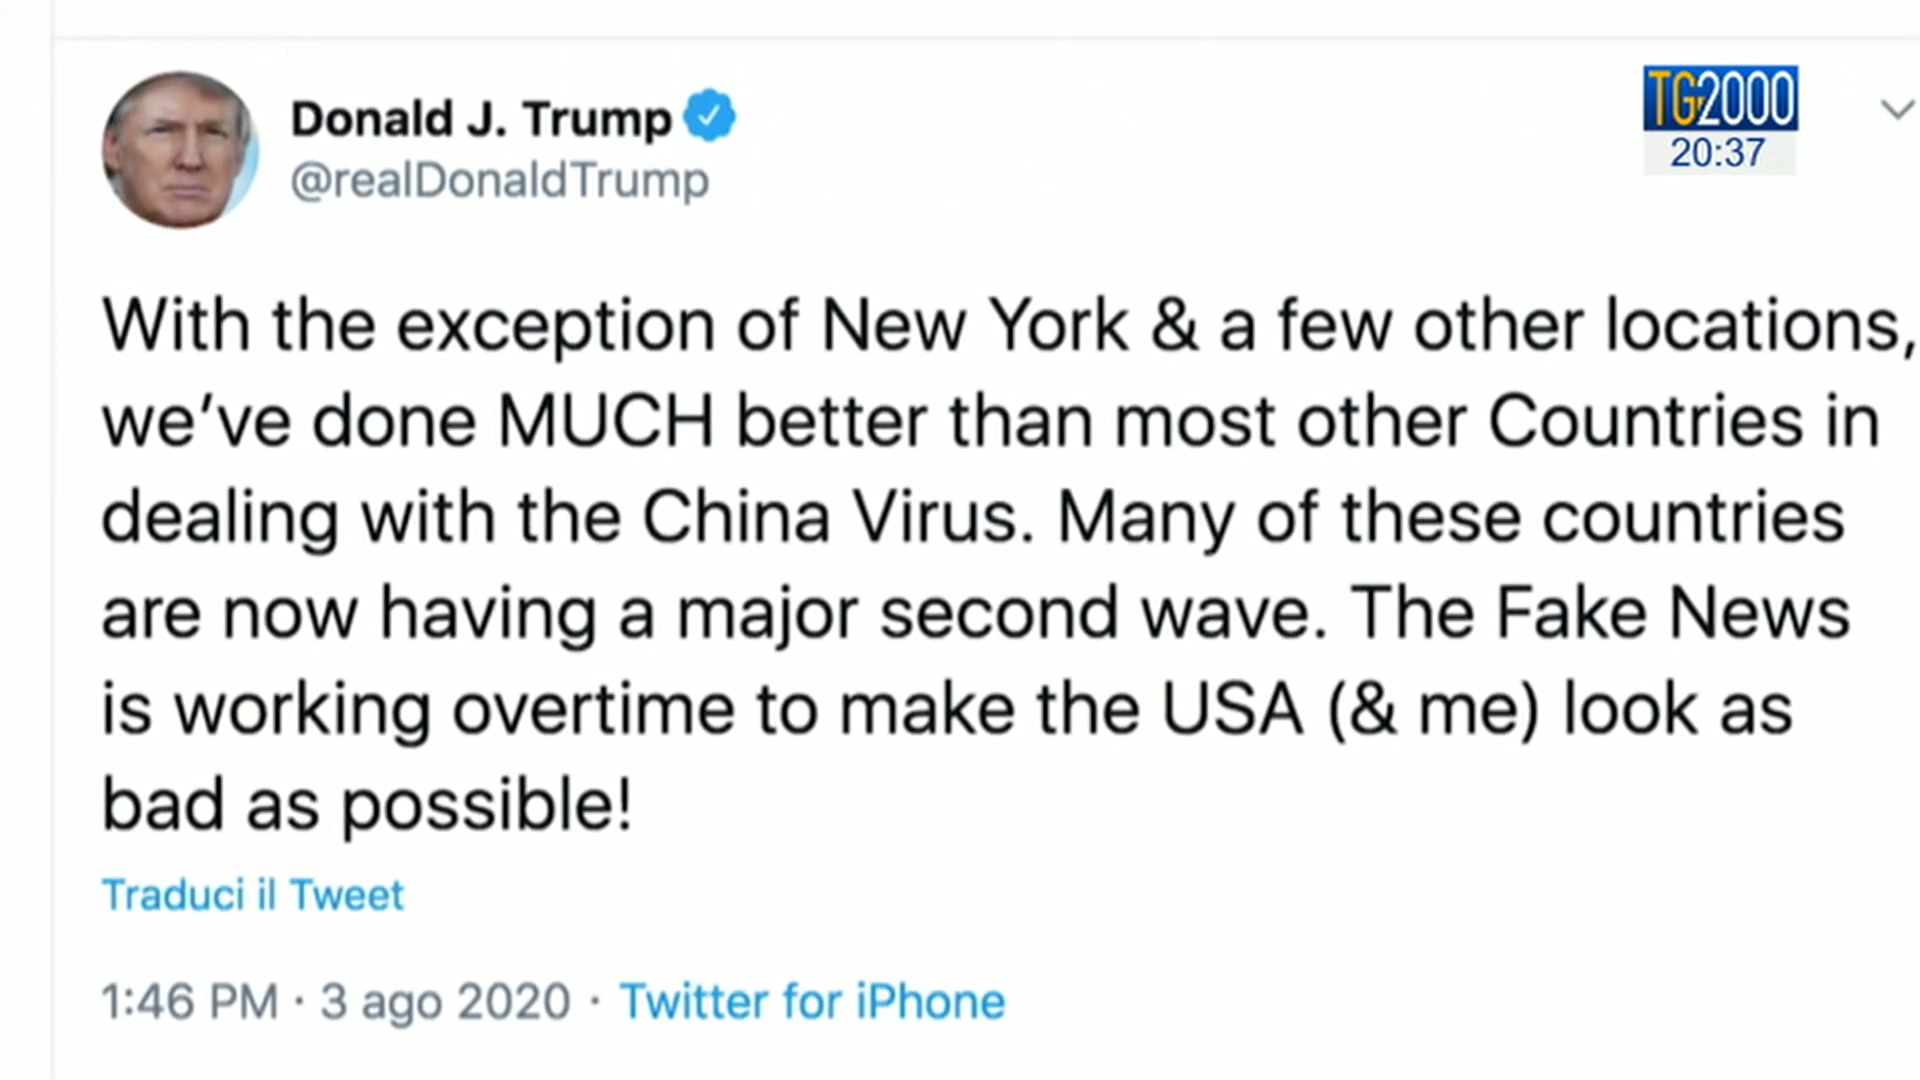 Donald J. Trump
@realDonaldTrump
TG2000
20:37
With the exception of New York & a few other locations,
we’ve done MUCH better than most other Countries in
dealing with the China Virus. Many of these countries
are now having a major second wave. The Fake News
is working overtime to make the USA (& me) look as
bad as possible!
Traduci il Tweet
1:46 PM · 3 ago 2020 · Twitter for iPhone